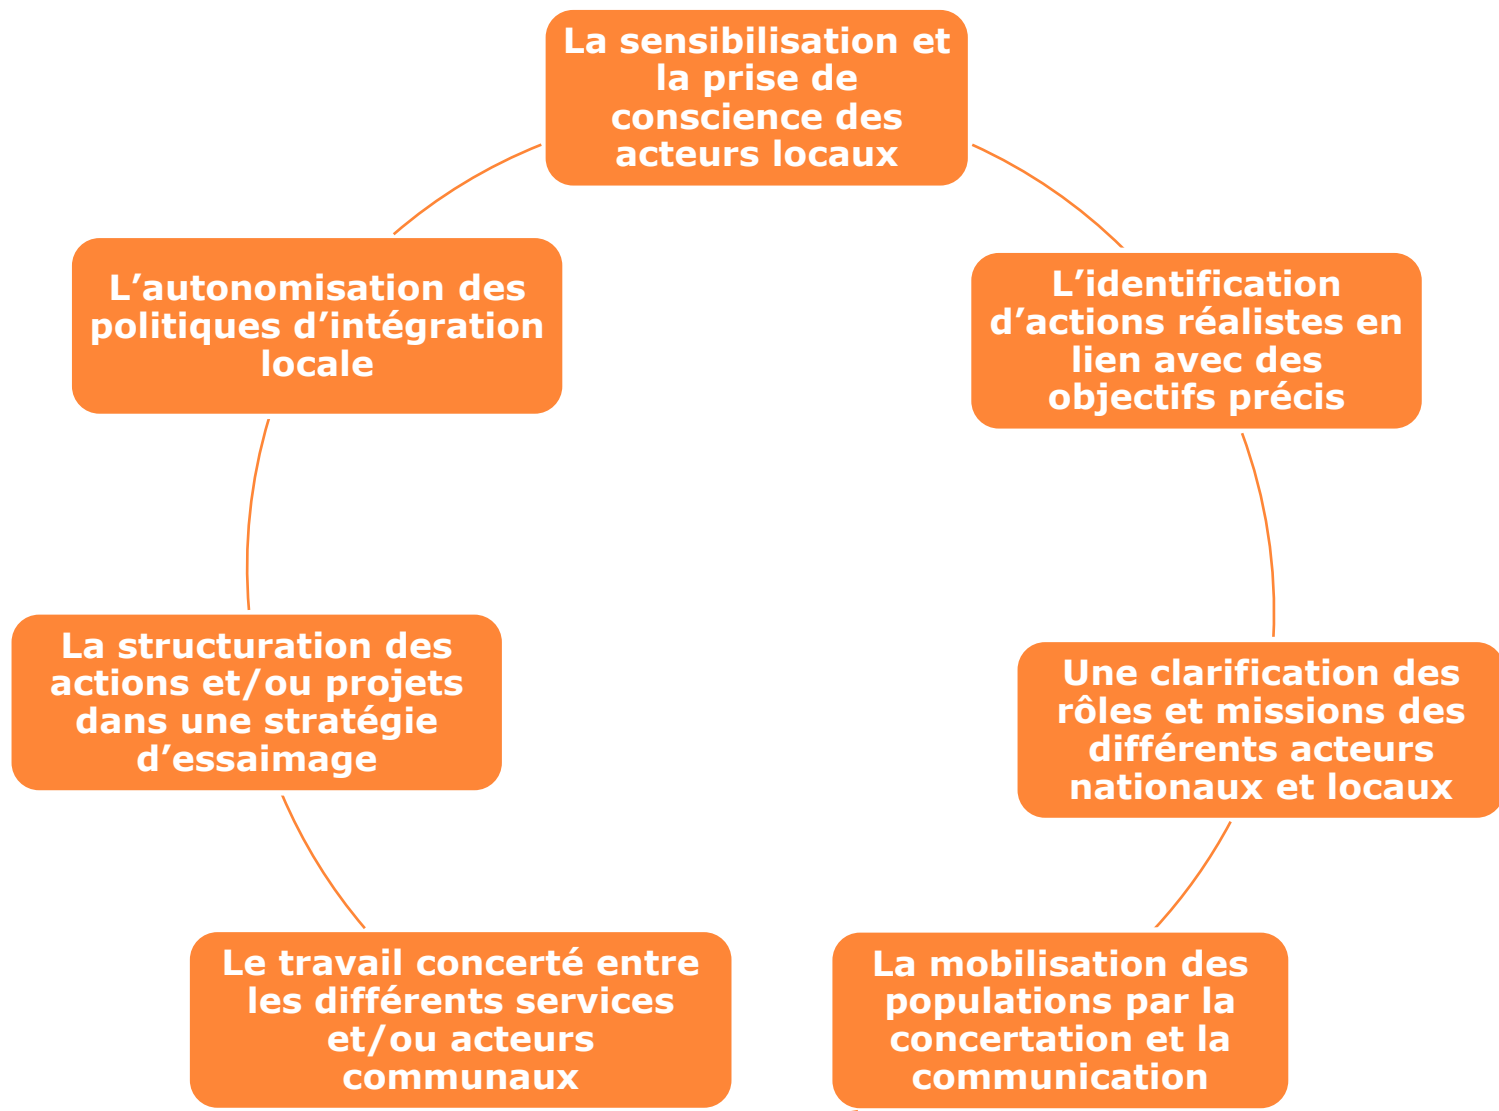 La sensibilisation et
la prise de
conscience des
acteurs locaux
L’identification
d’actions réalistes en
lien avec des
objectifs précis
Une clarification des
rôles et missions des
différents acteurs
nationaux et locaux
La mobilisation des
populations par la
concertation et la
communication
Le travail concerté entre
les différents services
et/ou acteurs
communaux
La structuration des
actions et/ou projets
dans une stratégie
d’essaimage
L’autonomisation des
politiques d’intégration
locale